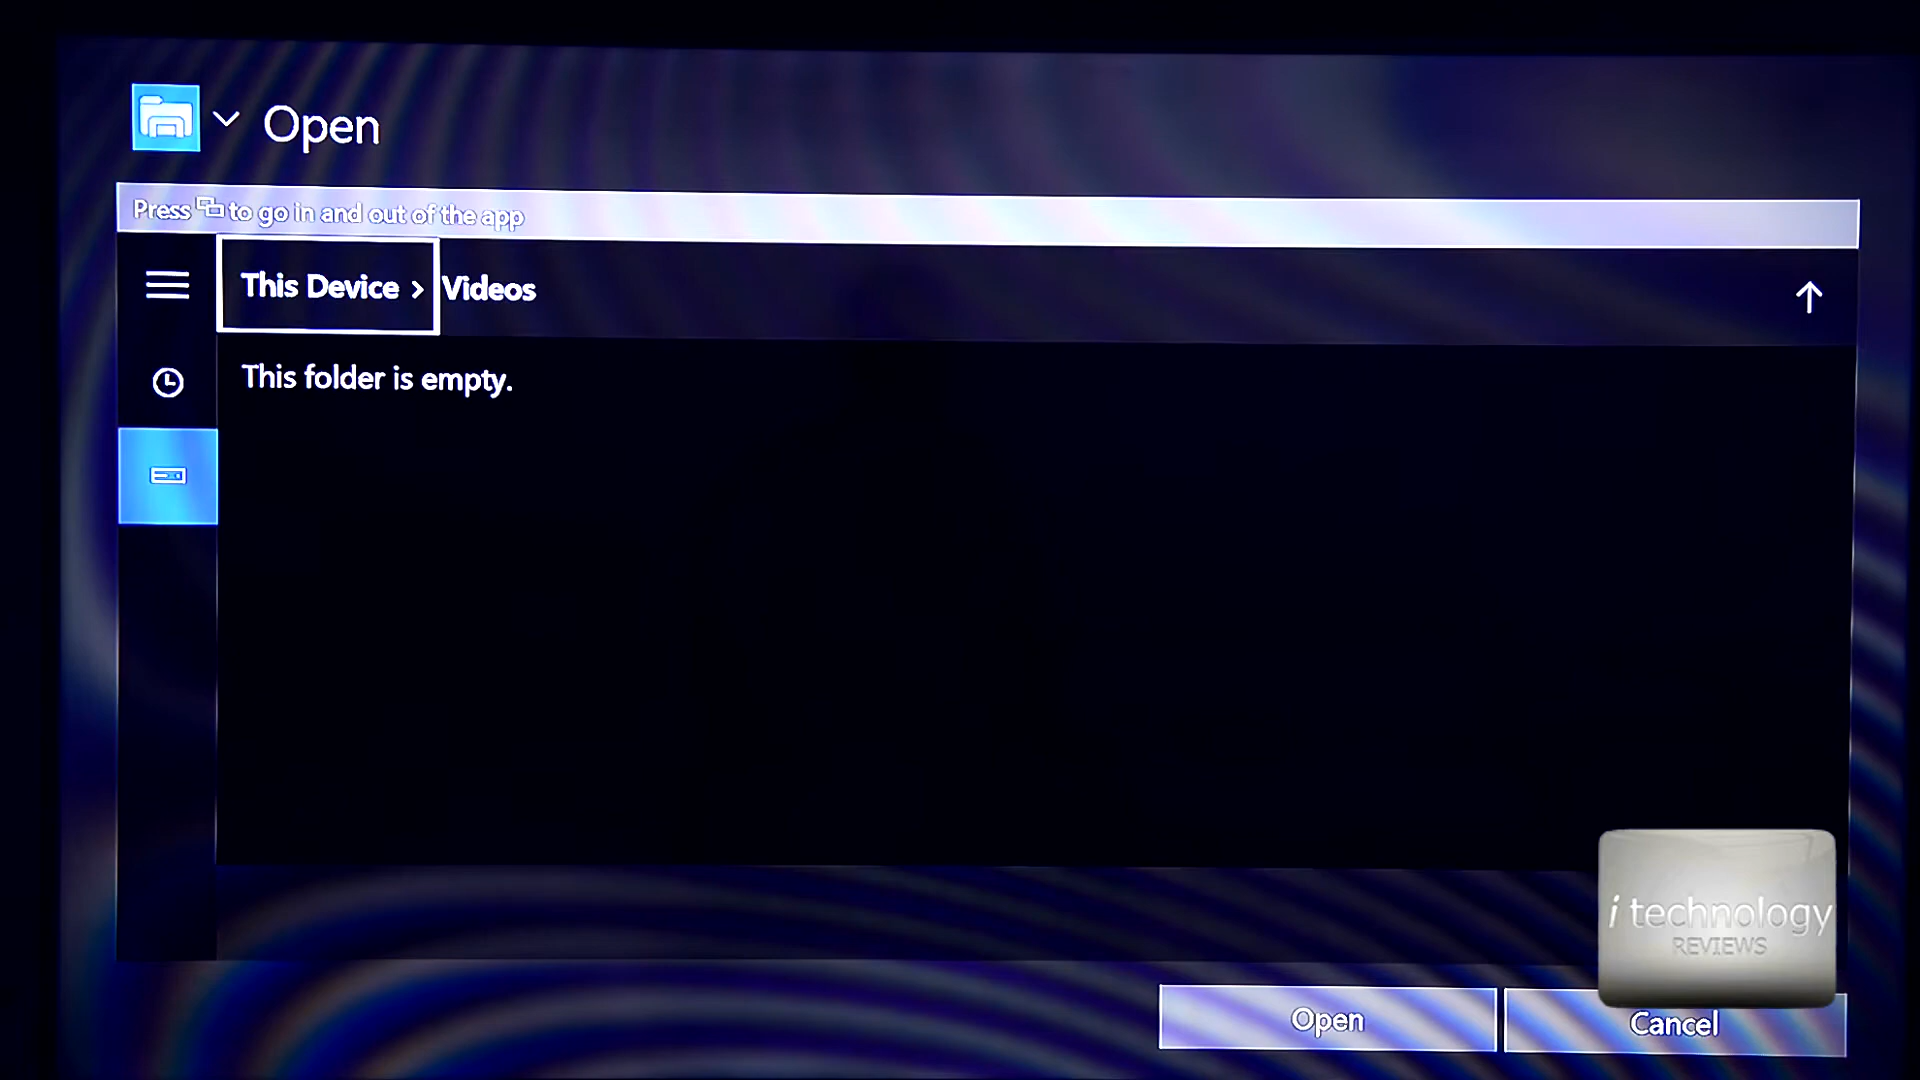 Open
Press to go in and out of the app
This Device > Videos
This folder is empty.
i technology
REVIEWS
Open
Cancel